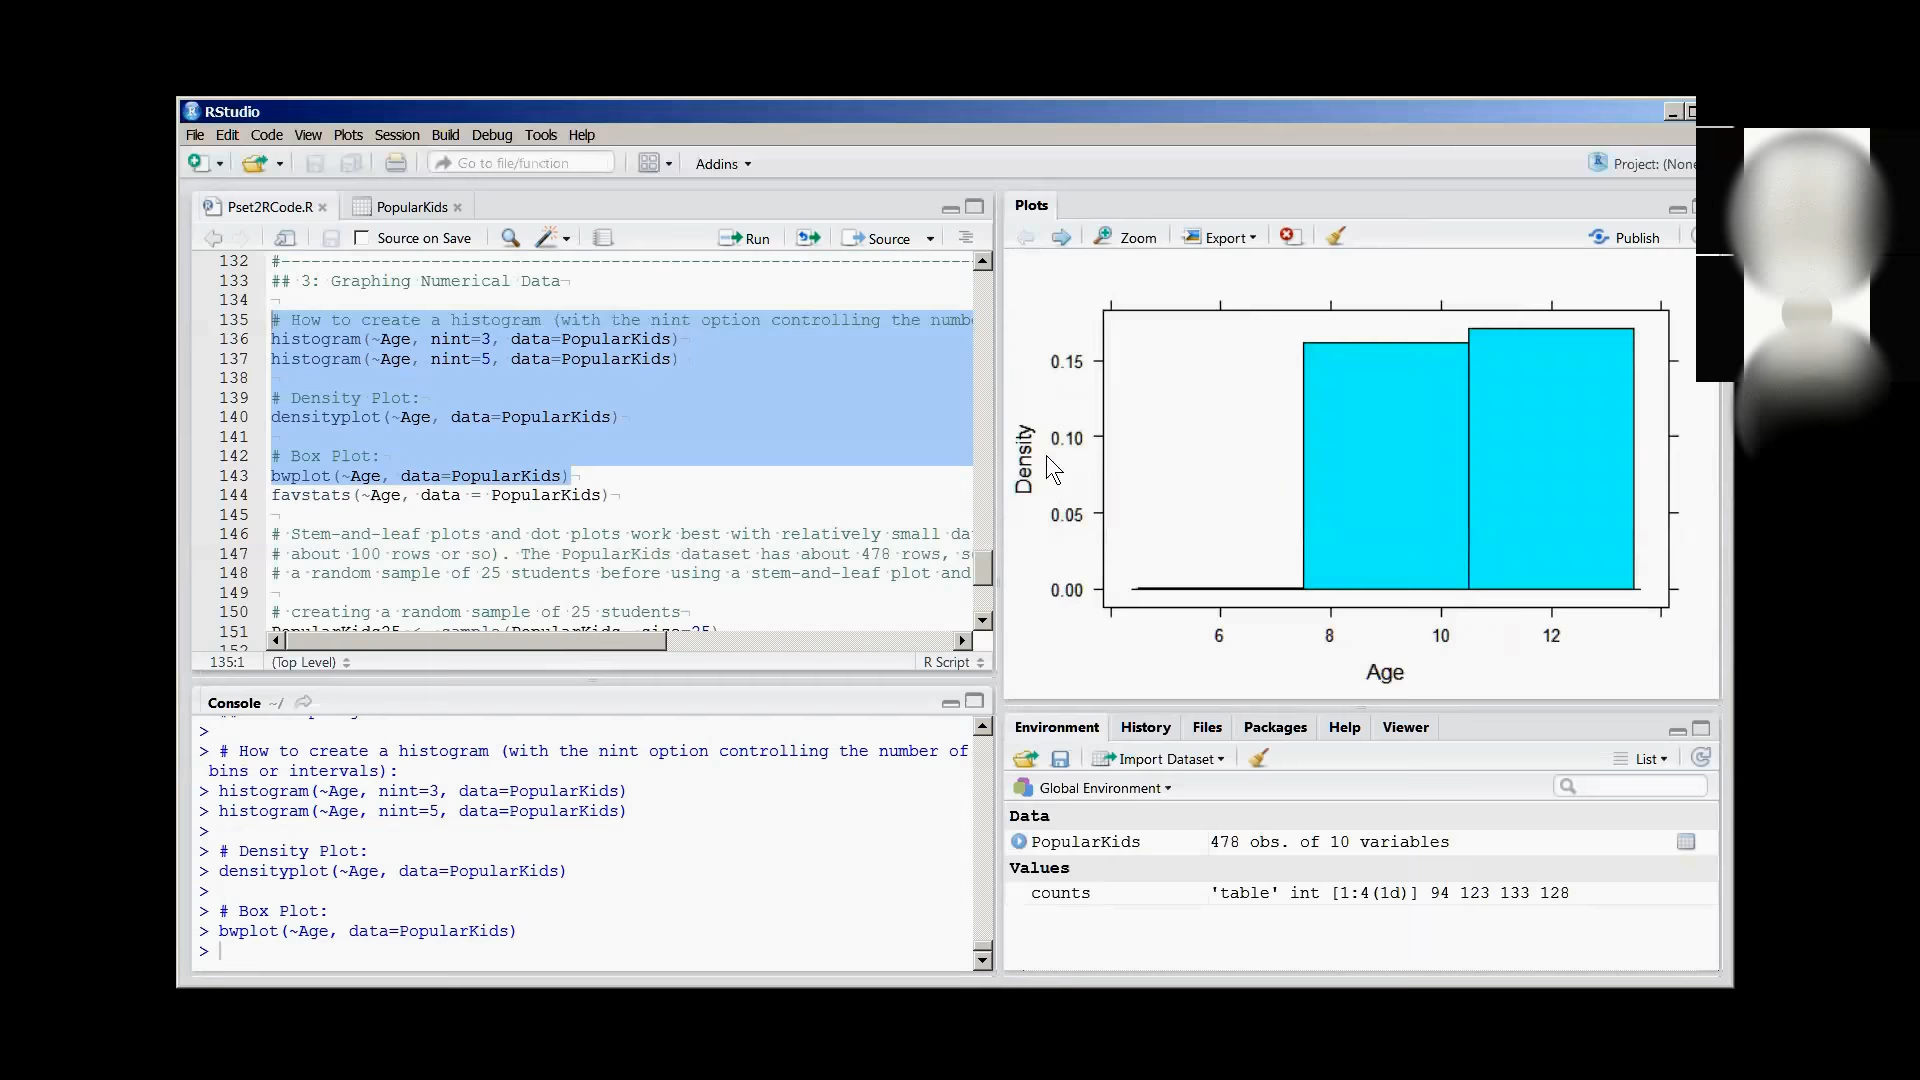 RStudio
File Edit Code View Plots Session Build Debug Tools Help
Go to file/function Addins Project: (None
Pset2RCode.R PopularKids
Source on Save Run Source
132 #--------------------------------------------------------------------
133 ## 3: Graphing Numerical Data
134
135 # How to create a histogram (with the nint option controlling the numb
136 histogram(~Age, nint=3, data=PopularKids)
137 histogram(~Age, nint=5, data=PopularKids)
138
139 # Density Plot:
140 densityplot(~Age, data=PopularKids)
141
142 # Box Plot:
143 bwplot(~Age, data=PopularKids)
144 favstats(~Age, data = PopularKids)
145
146 # Stem-and-leaf plots and dot plots work best with relatively small da
147 # about 100 rows or so). The PopularKids dataset has about 478 rows, s
148 # a random sample of 25 students before using a stem-and-leaf plot and
149
150 # creating a random sample of 25 students
151 PopularKids25 <- sample(PopularKids, size=25)
152
135:1 (Top Level) R Script
Console ~/
>
> # How to create a histogram (with the nint option controlling the number of
bins or intervals):
> histogram(~Age, nint=3, data=PopularKids)
> histogram(~Age, nint=5, data=PopularKids)
>
> # Density Plot:
> densityplot(~Age, data=PopularKids)
>
> # Box Plot:
> bwplot(~Age, data=PopularKids)
>
Plots
Zoom Export Publish
Density
0.15
0.10
0.05
0.00
6 8 10 12
Age
Environment History Files Packages Help Viewer
Import Dataset List
Global Environment
Data
PopularKids 478 obs. of 10 variables
Values
counts 'table' int [1:4(1d)] 94 123 133 128